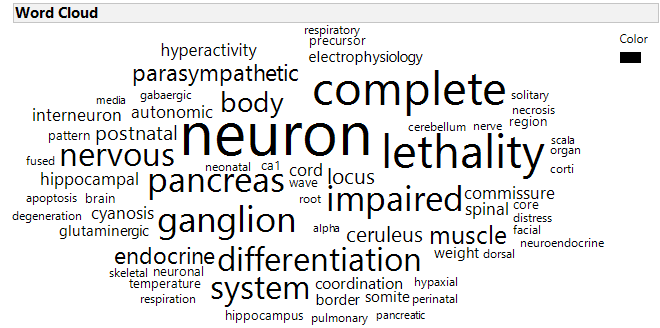 Word Cloud
Color
respiratory
precursor
hyperactivity
electrophysiology
parasympathetic
complete
media
gabaergic
body
solitary
interneuron
autonomic
necrosis
region
pattern
postnatal
neuron
cerebellum
nerve
scala
organ
fused
nervous
lethality
neonatal
ca1
cord
locus
corti
hippocampal
pancreas
wave
apoptosis
brain
root
impaired
commissure
degeneration
cyanosis
ganglion
spinal
core
distress
glutaminergic
alpha
ceruleus
muscle
facial
neuroendocrine
endocrine
differentiation
weight
dorsal
skeletal
neuronal
temperature
system
coordination
hypaxial
respiration
border
somite
perinatal
hippocampus
pulmonary
pancreatic